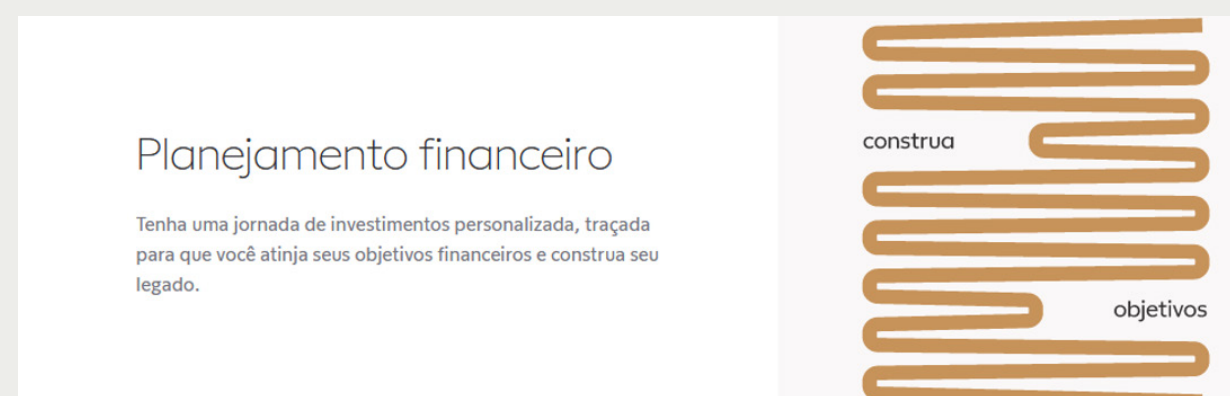 Planejamento financeiro
Tenha uma jornada de investimentos personalizada, traçada
para que você atinja seus objetivos financeiros e construa seu
legado.
construa
objetivos